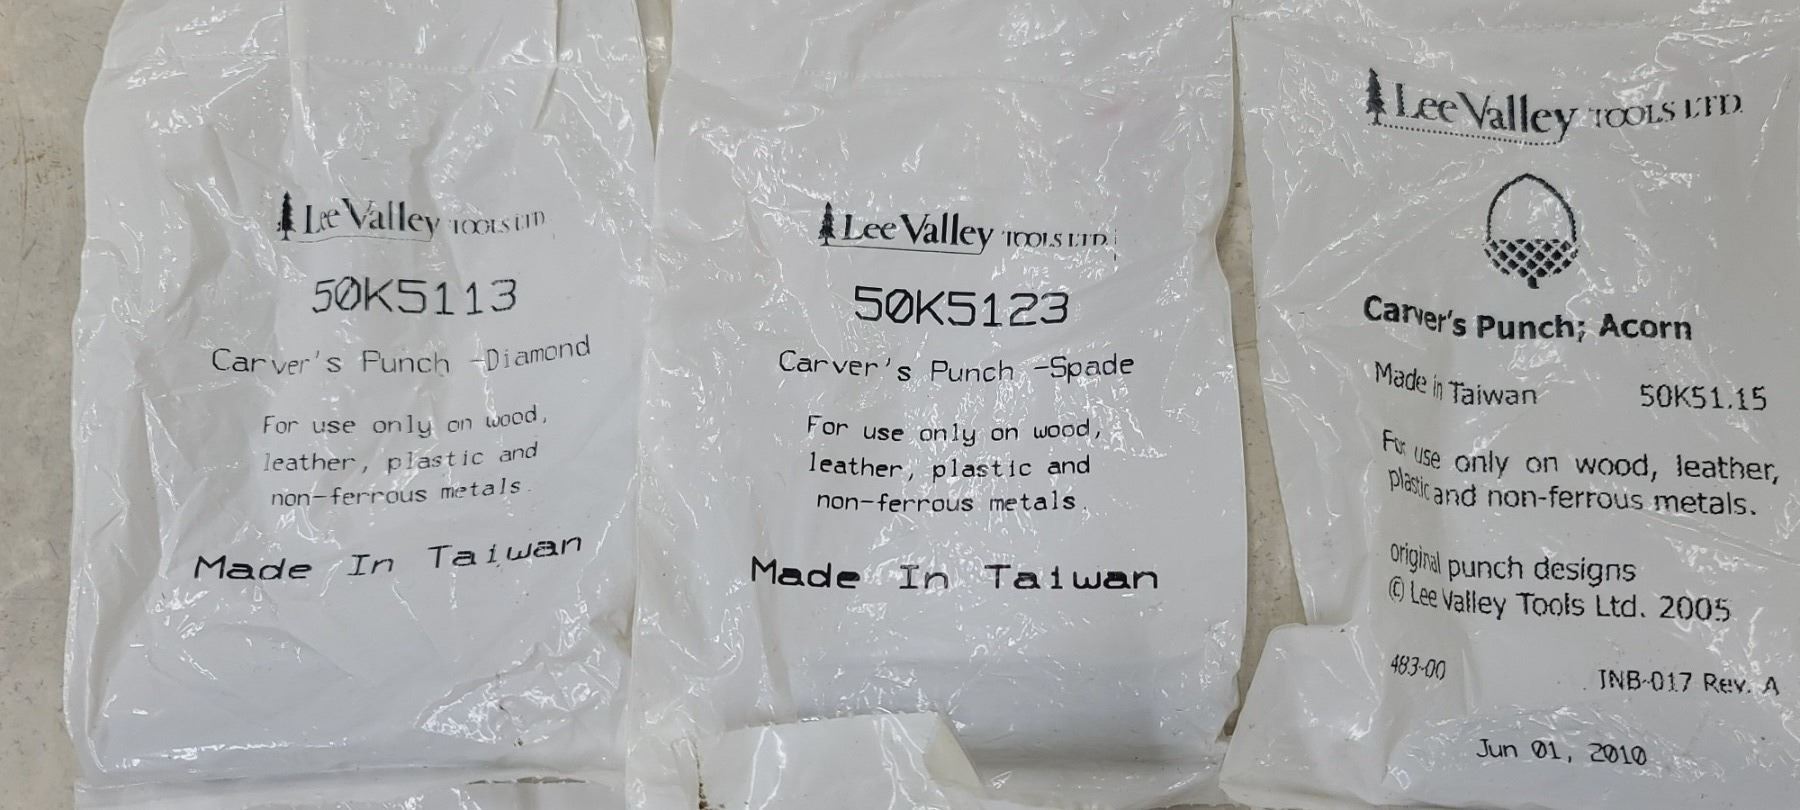 Lee Valley TOOLS LTD
50K5113
Carver's Punch -Diamond
For use only on wood,
leather, plastic and
non-ferrous metals.
Made In Taiwan
Lee Valley TOOLS LTD.
50K5123
Carver's Punch -Spade
For use only on wood,
leather, plastic and
non-ferrous metals.
Made In Taiwan
Lee Valley TOOLS LTD.
Carver's Punch; Acorn
Made in Taiwan 50K51.15
For use only on wood, leather,
plastic and non-ferrous metals.
original punch designs
© Lee Valley Tools Ltd. 2005
483-00 INB-017 Rev. A
Jun 01, 2010